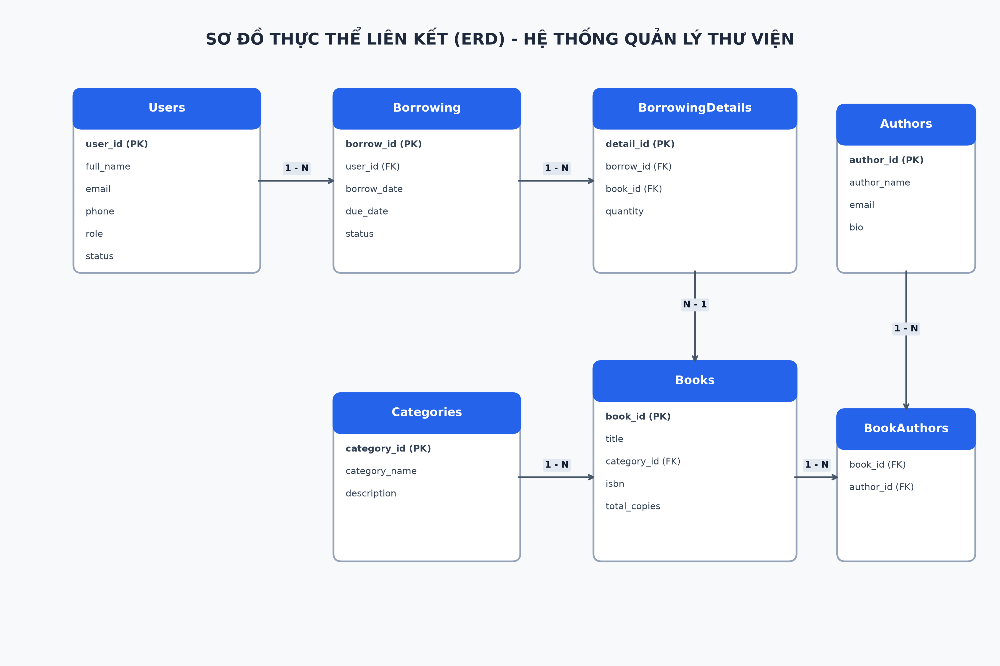 SƠ ĐỒ THỰC THỂ LIÊN KẾT (ERD) - HỆ THỐNG QUẢN LÝ THƯ VIỆN
Users
user_id (PK)
full_name
email
phone
role
status
1 - N
Borrowing
borrow_id (PK)
user_id (FK)
borrow_date
due_date
status
1 - N
BorrowingDetails
detail_id (PK)
borrow_id (FK)
book_id (FK)
quantity
Authors
author_id (PK)
author_name
email
bio
N - 1
1 - N
Categories
category_id (PK)
category_name
description
1 - N
Books
book_id (PK)
title
category_id (FK)
isbn
total_copies
1 - N
BookAuthors
book_id (FK)
author_id (FK)